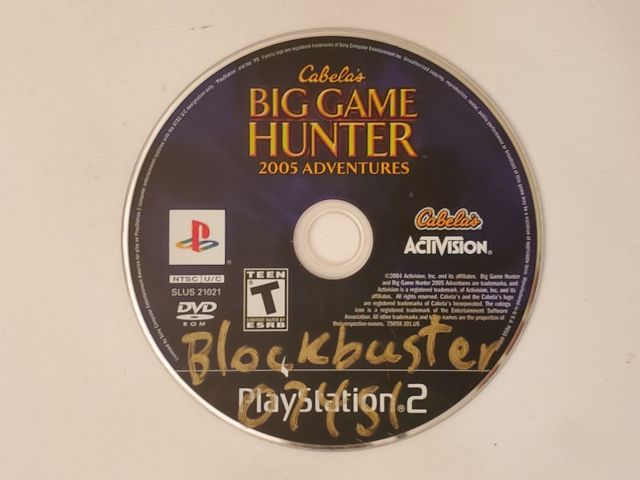 Cabela's
BIG GAME
HUNTER
2005 ADVENTURES
Cabela's
ACTIVISION®
NTSC U/C
SLUS 21021
DVD
ROM
TEEN
T
CONTENT RATED BY
ESRB
©2004 Activision, Inc. and its affiliates. Big Game Hunter
and Big Game Hunter 2005 Adventures are trademarks, and
Activision is a registered trademark, of Activision, Inc. and its
affiliates. All rights reserved. Cabela's and the Cabela's logo
are registered trademarks of Cabela's Incorporated. The ratings
icon is a registered trademark of the Entertainment Software
Association. All other trademarks and trade names are the properties of
their respective owners. 75059.101.US
Blockbuster
PlayStation®2
07451